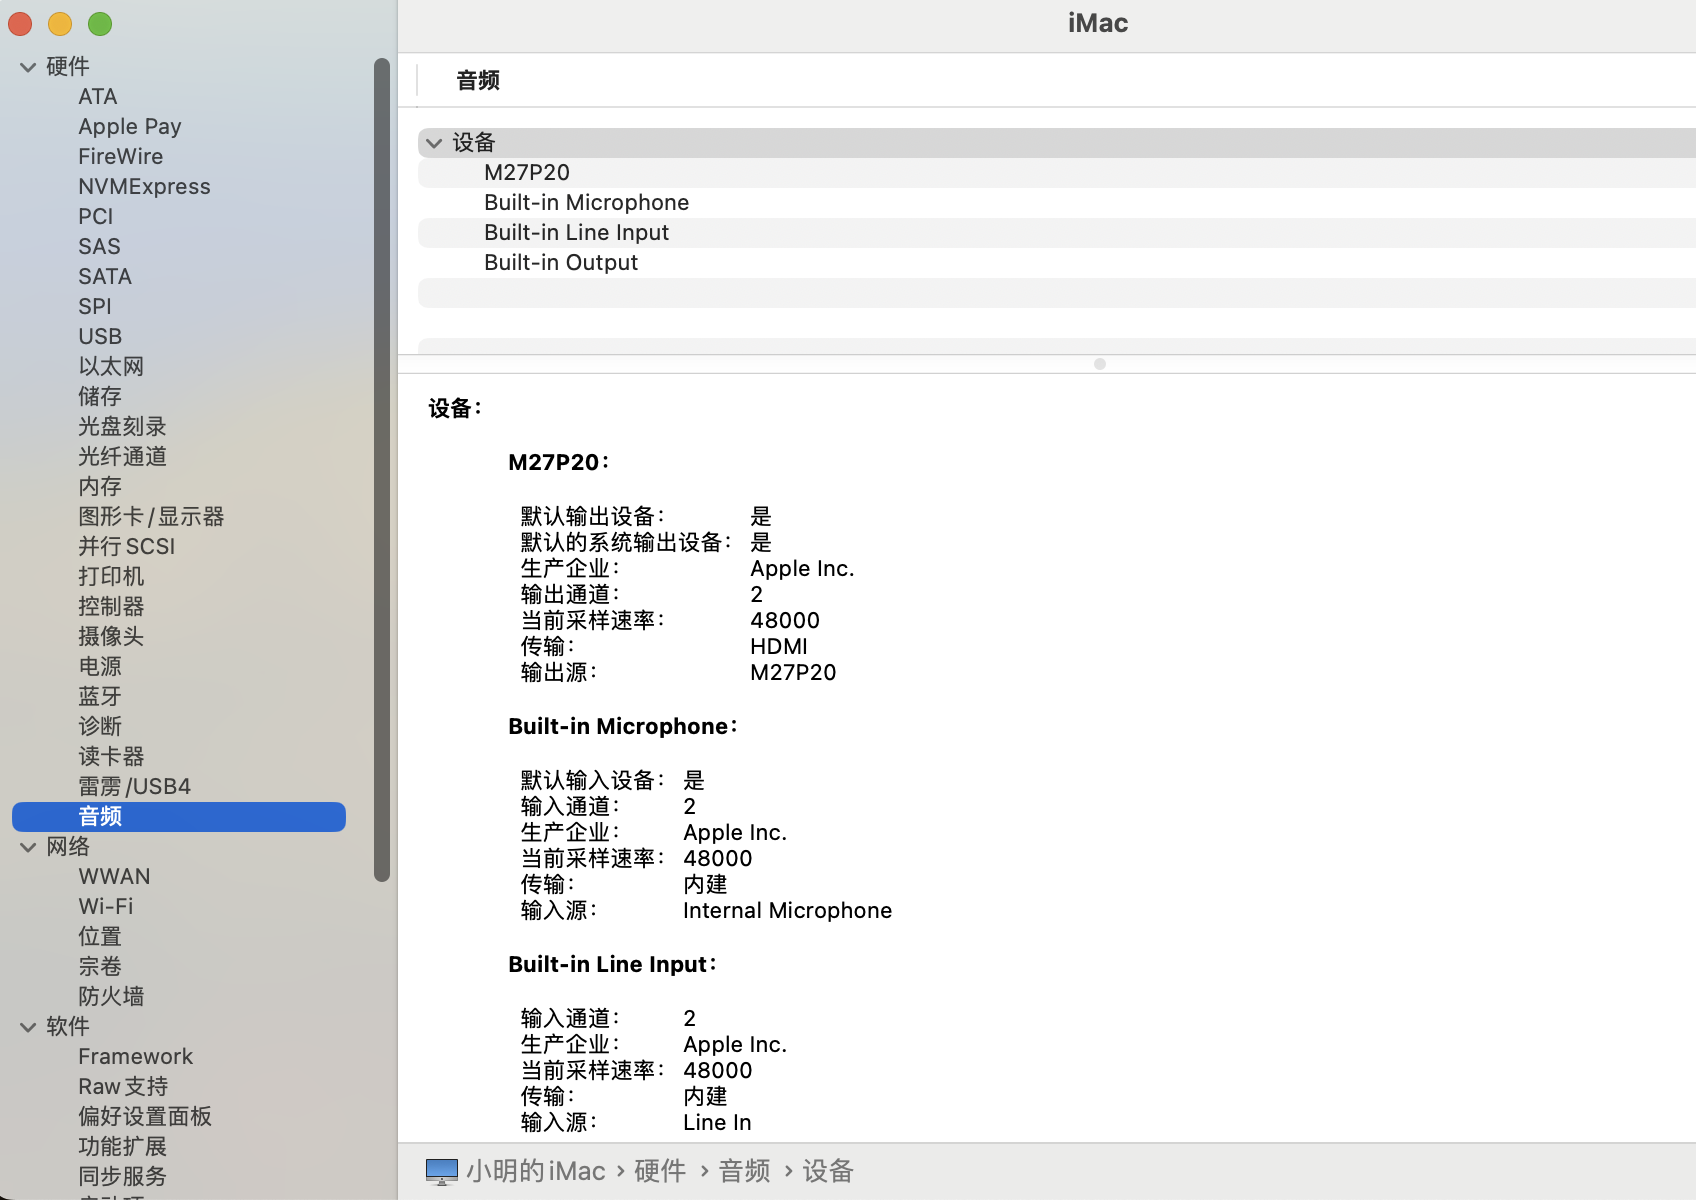 iMac
硬件
ATA
Apple Pay
FireWire
NVMExpress
PCI
SAS
SATA
SPI
USB
以太网
储存
光盘刻录
光纤通道
内存
图形卡/显示器
并行SCSI
打印机
控制器
摄像头
电源
蓝牙
诊断
读卡器
雷雳/USB4
音频
网络
WWAN
Wi-Fi
位置
宗卷
防火墙
软件
Framework
Raw支持
偏好设置面板
功能扩展
同步服务
音频
设备
M27P20
Built-in Microphone
Built-in Line Input
Built-in Output
设备：
M27P20：
默认输出设备： 是
默认的系统输出设备： 是
生产企业： Apple Inc.
输出通道： 2
当前采样速率： 48000
传输： HDMI
输出源： M27P20
Built-in Microphone：
默认输入设备： 是
输入通道： 2
生产企业： Apple Inc.
当前采样速率： 48000
传输： 内建
输入源： Internal Microphone
Built-in Line Input：
输入通道： 2
生产企业： Apple Inc.
当前采样速率： 48000
传输： 内建
输入源： Line In
小明的iMac › 硬件 › 音频 › 设备